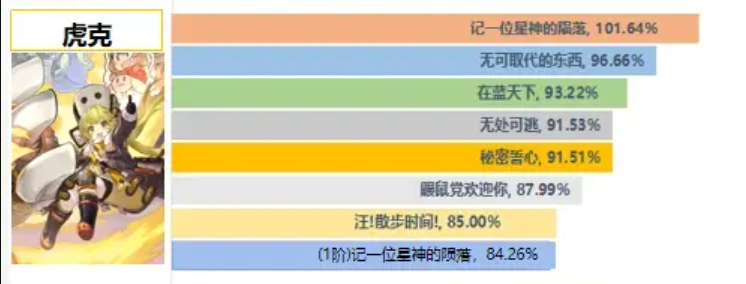 虎克
记一位星神的陨落, 101.64%
无可取代的东西, 96.66%
在蓝天下, 93.22%
无处可逃, 91.53%
秘密誓心, 91.51%
鼹鼠党欢迎你, 87.99%
汪!散步时间!, 85.00%
(1阶)记一位星神的陨落, 84.26%